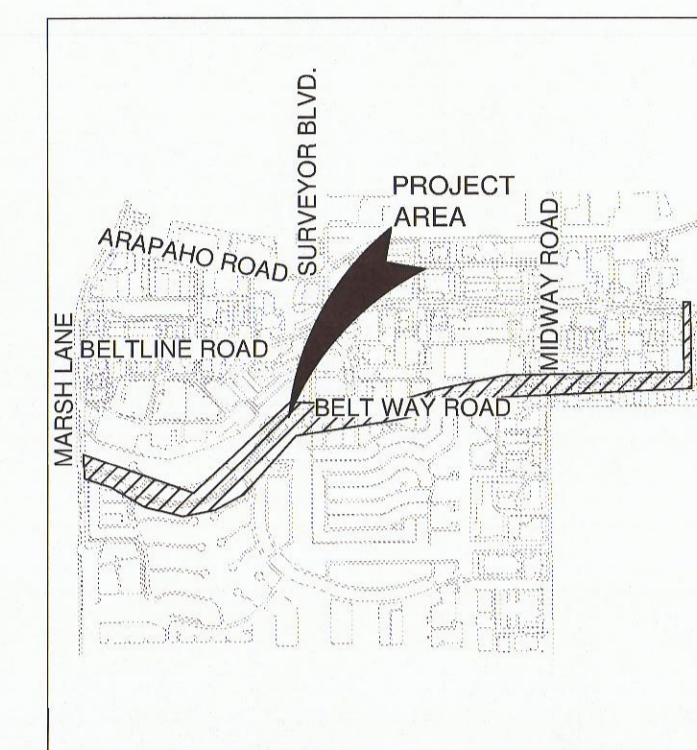 SURVEYOR BLVD.
PROJECT
AREA
MIDWAY ROAD
ARAPAHO ROAD
MARSH LANE
BELTLINE ROAD
BELT WAY ROAD